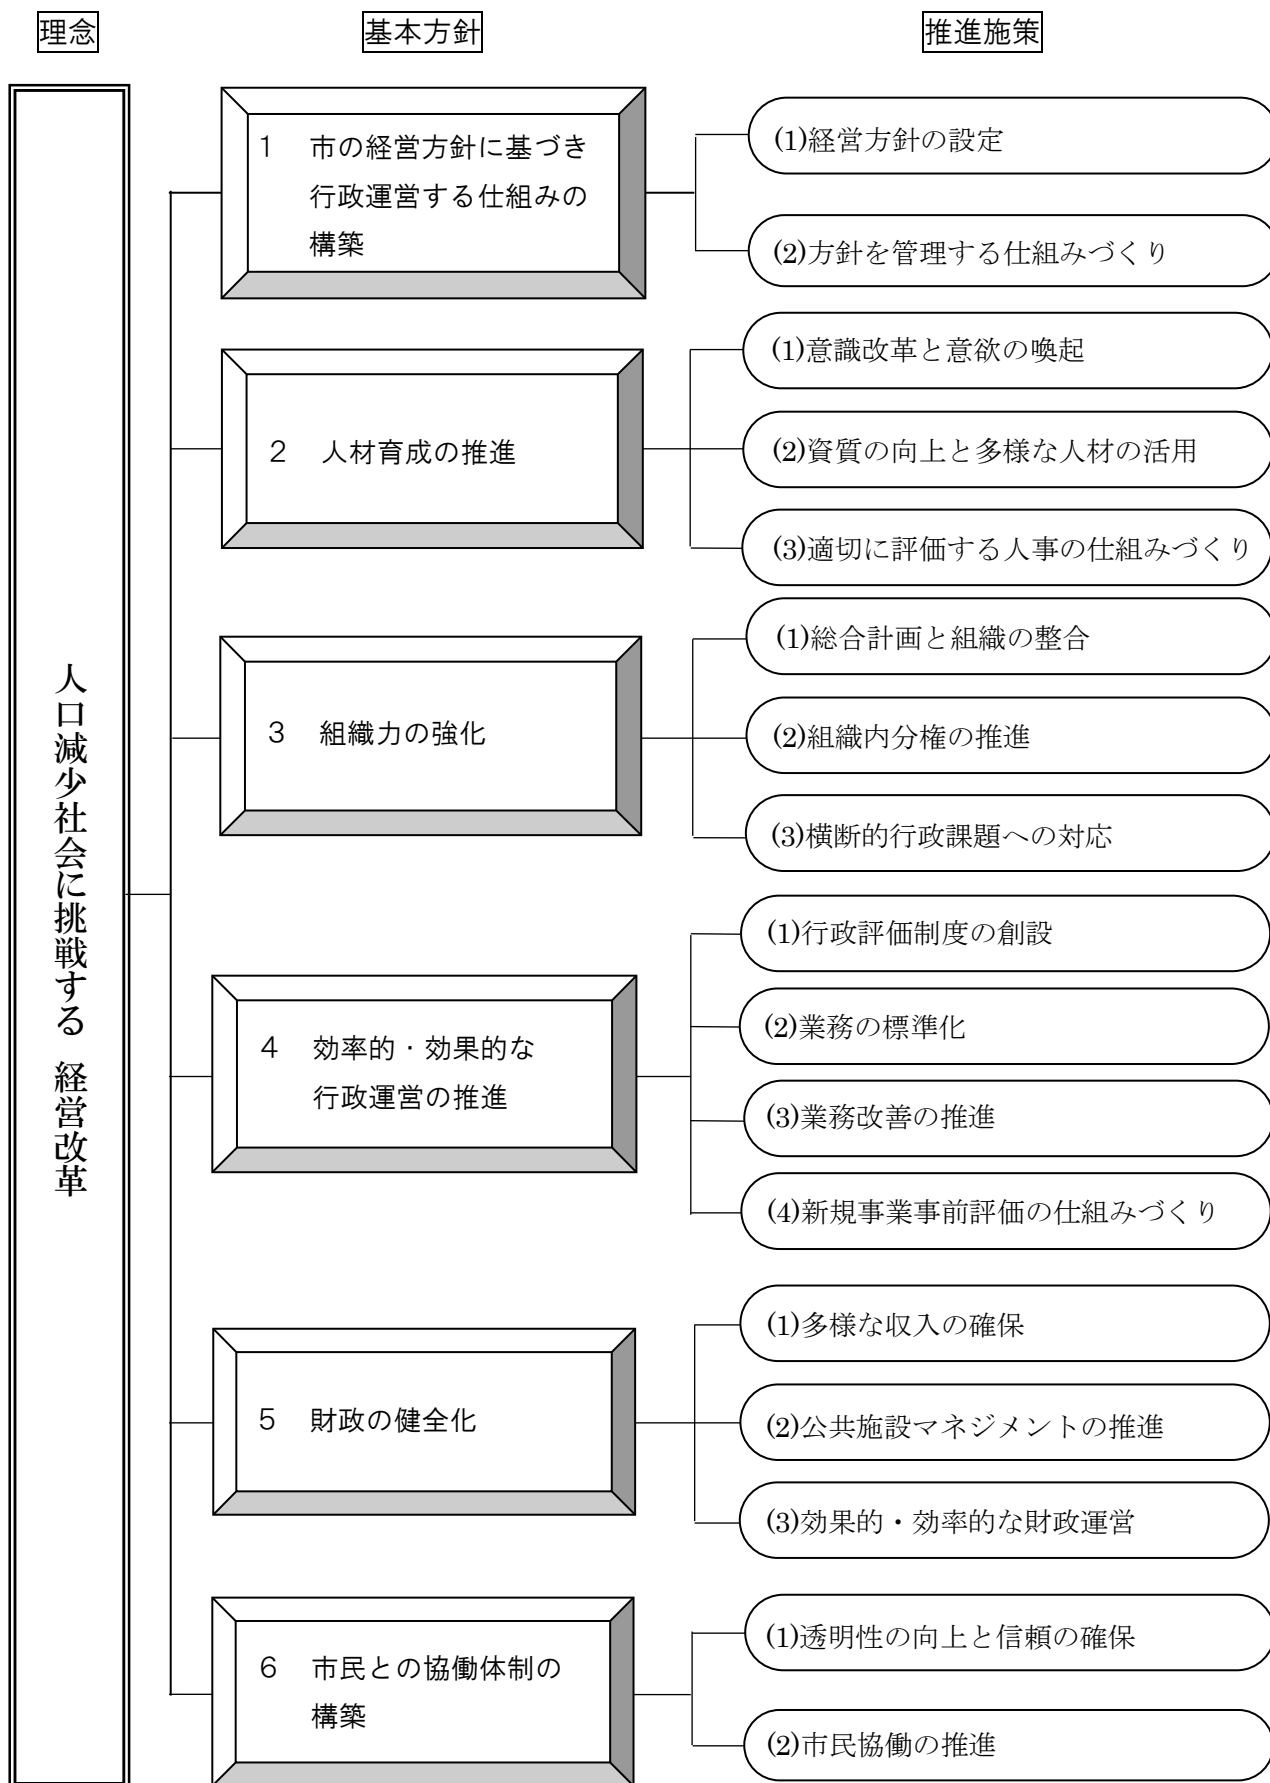 理念
基本方針
推進施策
人口減少社会に挑戦する 経営改革
1 市の経営方針に基づき
行政運営する仕組みの
構築
(1)経営方針の設定
(2)方針を管理する仕組みづくり
2 人材育成の推進
(1)意識改革と意欲の喚起
(2)資質の向上と多様な人材の活用
(3)適切に評価する人事の仕組みづくり
3 組織力の強化
(1)総合計画と組織の整合
(2)組織内分権の推進
(3)横断的行政課題への対応
4 効率的・効果的な
行政運営の推進
(1)行政評価制度の創設
(2)業務の標準化
(3)業務改善の推進
(4)新規事業事前評価の仕組みづくり
5 財政の健全化
(1)多様な収入の確保
(2)公共施設マネジメントの推進
(3)効果的・効率的な財政運営
6 市民との協働体制の
構築
(1)透明性の向上と信頼の確保
(2)市民協働の推進